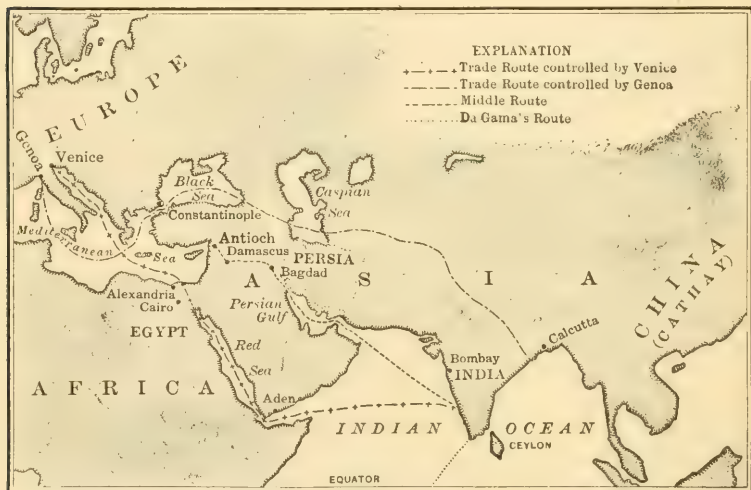 EXPLANATION
Trade Route controlled by Venice
Trade Route controlled by Genoa
Middle Route
Da Gama's Route
EUROPE
Genoa
Venice
Black
Sea
Caspian
Sea
Constantinople
Mediterranean
Sea
Antioch
Damascus
PERSIA
Bagdad
ASIA
CHINA
(CATHAY)
Alexandria
Cairo
Persian
Gulf
EGYPT
Red
Sea
Calcutta
Bombay
INDIA
AFRICA
Aden
INDIAN OCEAN
CEYLON
EQUATOR